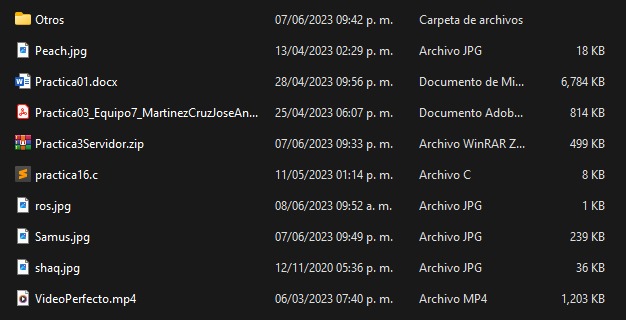 Otros 07/06/2023 09:42 p. m. Carpeta de archivos
Peach.jpg 13/04/2023 02:29 p. m. Archivo JPG 18 KB
Practica01.docx 28/04/2023 09:56 p. m. Documento de Mi... 6,784 KB
Practica03_Equipo7_MartinezCruzJoseAn... 25/04/2023 06:07 p. m. Documento Adob... 814 KB
Practica3Servidor.zip 07/06/2023 09:33 p. m. Archivo WinRAR Z... 499 KB
practica16.c 11/05/2023 01:14 p. m. Archivo C 8 KB
ros.jpg 08/06/2023 09:52 a. m. Archivo JPG 1 KB
Samus.jpg 07/06/2023 09:49 p. m. Archivo JPG 239 KB
shaq.jpg 12/11/2020 05:36 p. m. Archivo JPG 36 KB
VideoPerfecto.mp4 06/03/2023 07:40 p. m. Archivo MP4 1,203 KB